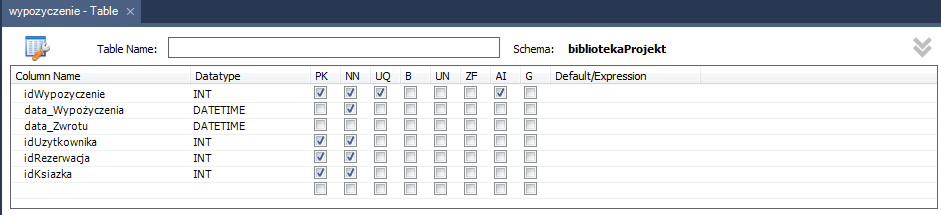 wypozyczenie - Table ×
Table Name: Schema: bibliotekaProjekt
Column Name Datatype PK NN UQ B UN ZF AI G Default/Expression
idWypozyczenie INT
data_Wypożyczenia DATETIME
data_Zwrotu DATETIME
idUzytkownika INT
idRezerwacja INT
idKsiazka INT